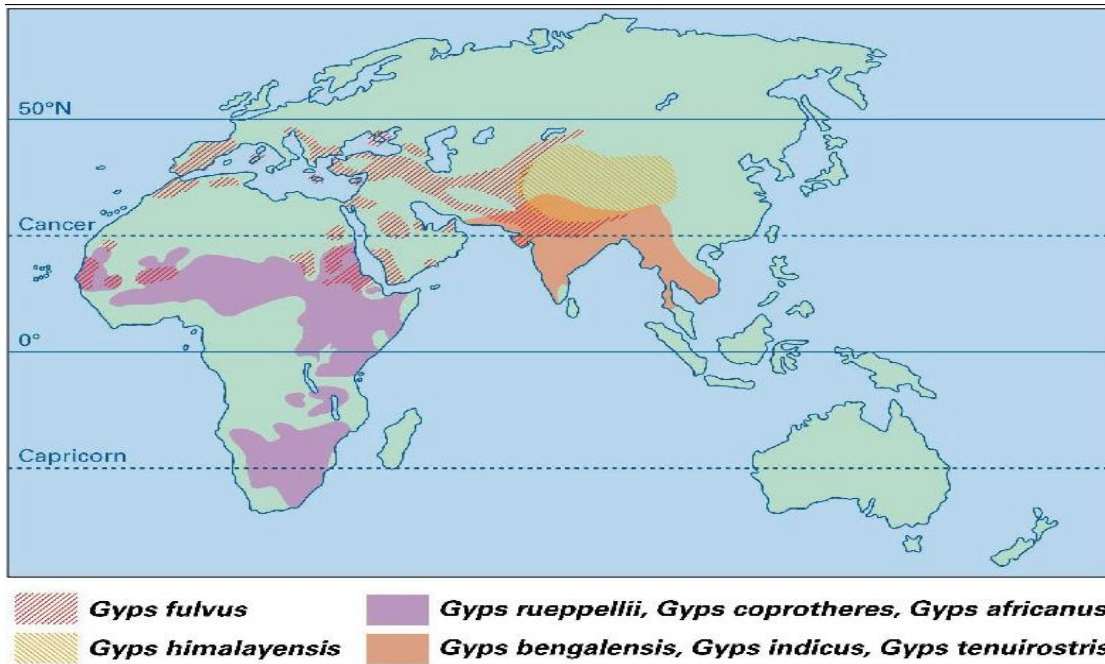 50°N
Cancer
0°
Capricorn
Gyps fulvus
Gyps rueppellii, Gyps coprotheres, Gyps africanus
Gyps himalayensis
Gyps bengalensis, Gyps indicus, Gyps tenuirostris